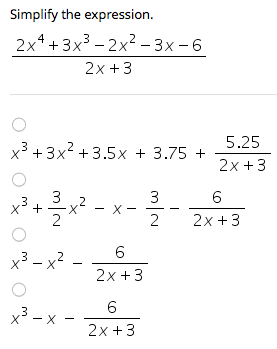 Simplify the expression.
2x⁴ + 3x³ – 2x² – 3x – 6
2x + 3
x³ + 3x² + 3.5x + 3.75 + 5.25 / 2x + 3
x³ + 3/2 x² – x – 3/2 – 6 / 2x + 3
x³ – x² – 6 / 2x + 3
x³ – x – 6 / 2x + 3